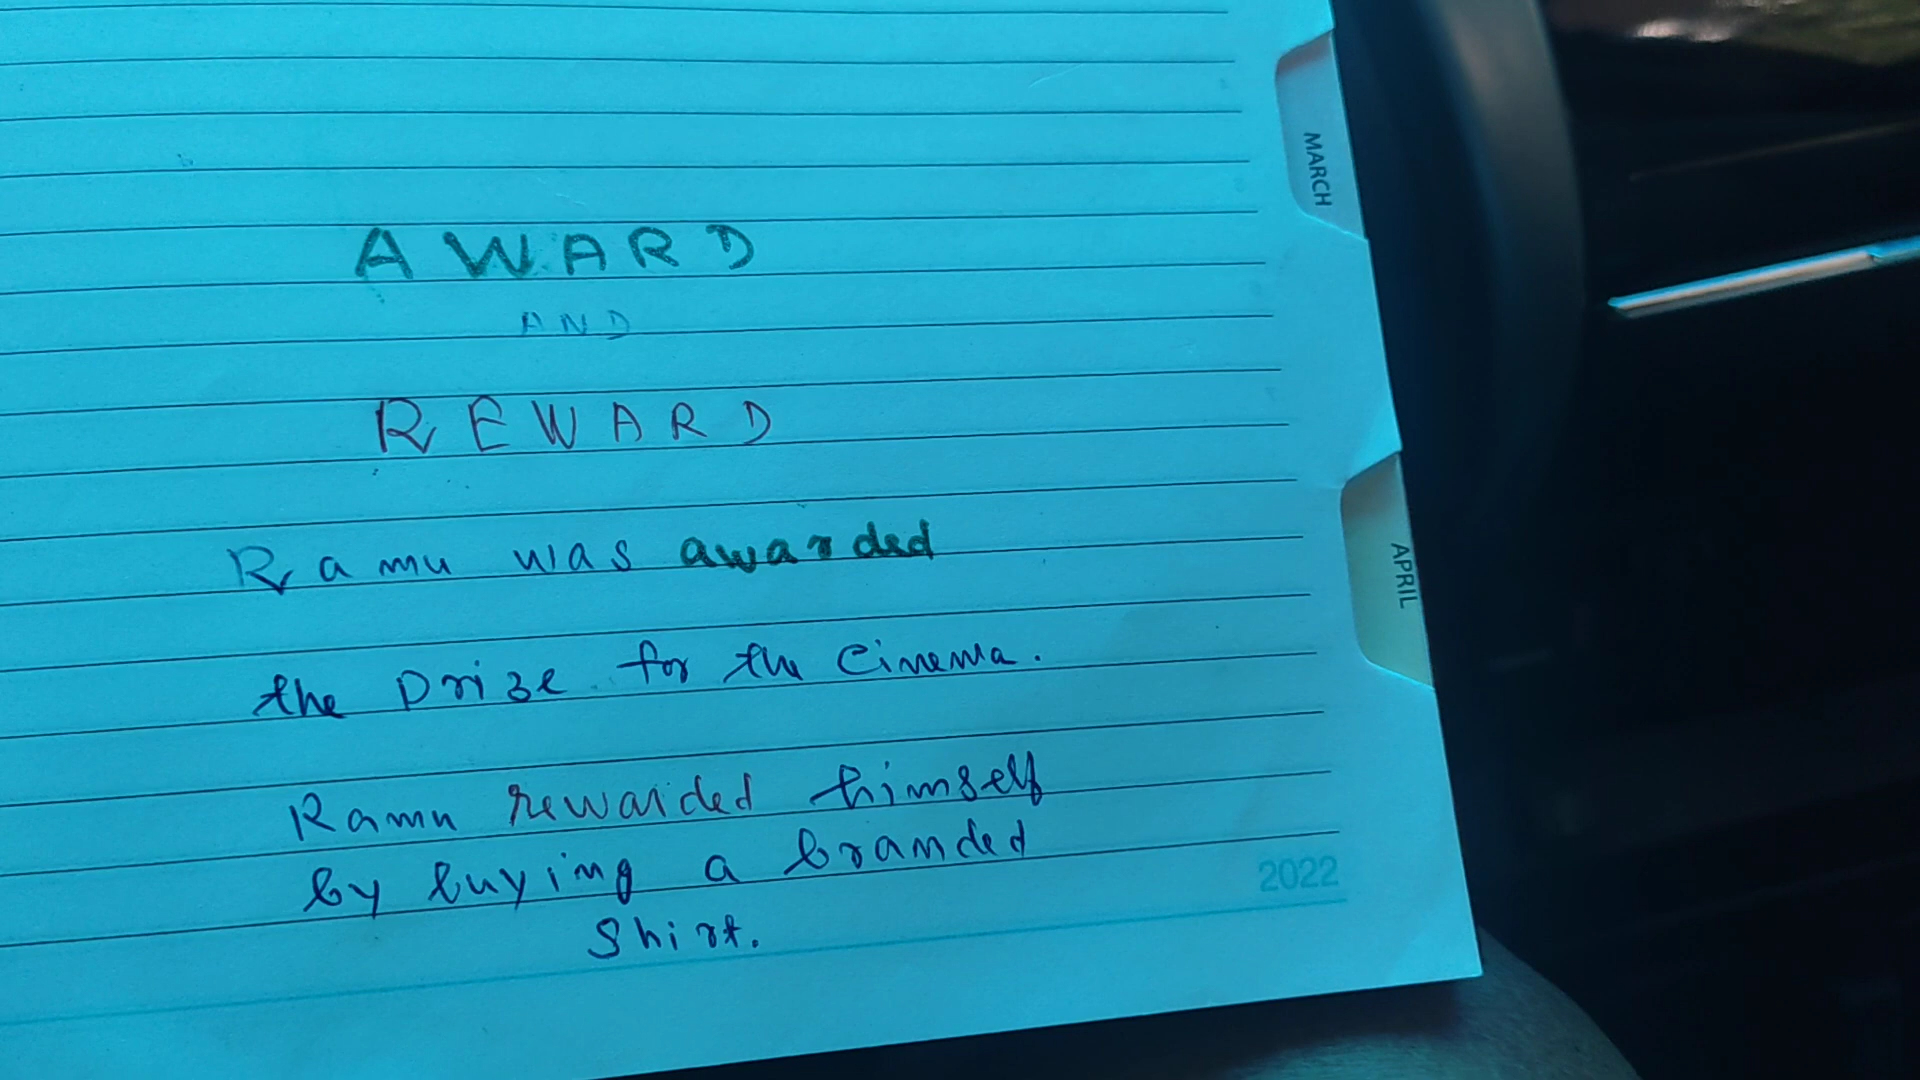 MARCH
AWARD
AND
REWARD
Ramu was awarded
APRIL
the prize for the Cinema.
Ramu rewarded himself
by buying a branded
2022
Shirt.